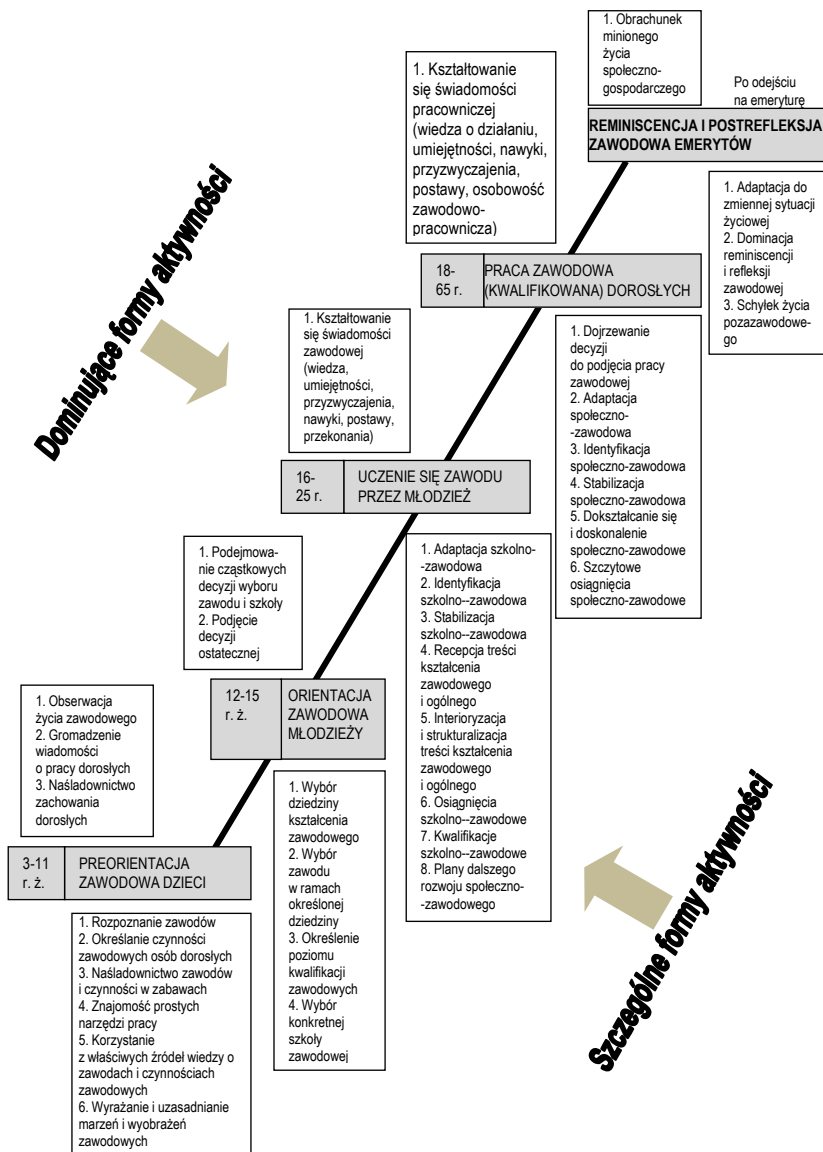 1. Obrachunek
minionego
życia
społeczno-
gospodarczego
Po odejściu
na emeryturę
REMINISCENCJA I POSTREFLEKSJA
ZAWODOWA EMERYTÓW
1. Kształtowanie
się świadomości
pracowniczej
(wiedza o działaniu,
umiejętności, nawyki,
przyzwyczajenia,
postawy, osobowość
zawodowo-
pracownicza)
1. Adaptacja do
zmiennej sytuacji
życiowej
2. Dominacja
reminiscencji
i refleksji
zawodowej
3. Schyłek życia
pozazawodowe-
go
Dominujące formy aktywności
18-
65 r.
PRACA ZAWODOWA
(KWALIFIKOWANA) DOROSŁYCH
1. Kształtowanie
się świadomości
zawodowej
(wiedza,
umiejętności,
przyzwyczajenia,
nawyki, postawy,
przekonania)
1. Dojrzewanie
decyzji
do podjęcia pracy
zawodowej
2. Adaptacja
społeczno-
-zawodowa
3. Identyfikacja
społeczno-zawodowa
4. Stabilizacja
społeczno-zawodowa
5. Dokształcanie się
i doskonalenie
społeczno-zawodowe
6. Szczytowe
osiągnięcia
społeczno-zawodowe
16-
25 r.
UCZENIE SIĘ ZAWODU
PRZEZ MŁODZIEŻ
1. Podejmowa-
nie cząstkowych
decyzji wyboru
zawodu i szkoły
2. Podjęcie
decyzji
ostatecznej
1. Adaptacja szkolno-
-zawodowa
2. Identyfikacja
szkolno--zawodowa
3. Stabilizacja
szkolno--zawodowa
4. Recepcja treści
kształcenia
zawodowego
i ogólnego
5. Interioryzacja
i strukturalizacja
treści kształcenia
zawodowego
i ogólnego
6. Osiągnięcia
szkolno--zawodowe
7. Kwalifikacje
szkolno--zawodowe
8. Plany dalszego
rozwoju społeczno-
-zawodowego
12-15
r. ż.
ORIENTACJA
ZAWODOWA
MŁODZIEŻY
1. Obserwacja
życia zawodowego
2. Gromadzenie
wiadomości
o pracy dorosłych
3. Naśladownictwo
zachowania
dorosłych
1. Wybór
dziedziny
kształcenia
zawodowego
2. Wybór
zawodu
w ramach
określonej
dziedziny
3. Określenie
poziomu
kwalifikacji
zawodowych
4. Wybór
konkretnej
szkoły
zawodowej
Szczególne formy aktywności
3-11
r. ż.
PREORIENTACJA
ZAWODOWA DZIECI
1. Rozpoznanie zawodów
2. Określanie czynności
zawodowych osób dorosłych
3. Naśladownictwo zawodów
i czynności w zabawach
4. Znajomość prostych
narzędzi pracy
5. Korzystanie
z właściwych źródeł wiedzy o
zawodach i czynnościach
zawodowych
6. Wyrażanie i uzasadnianie
marzeń i wyobrażeń
zawodowych